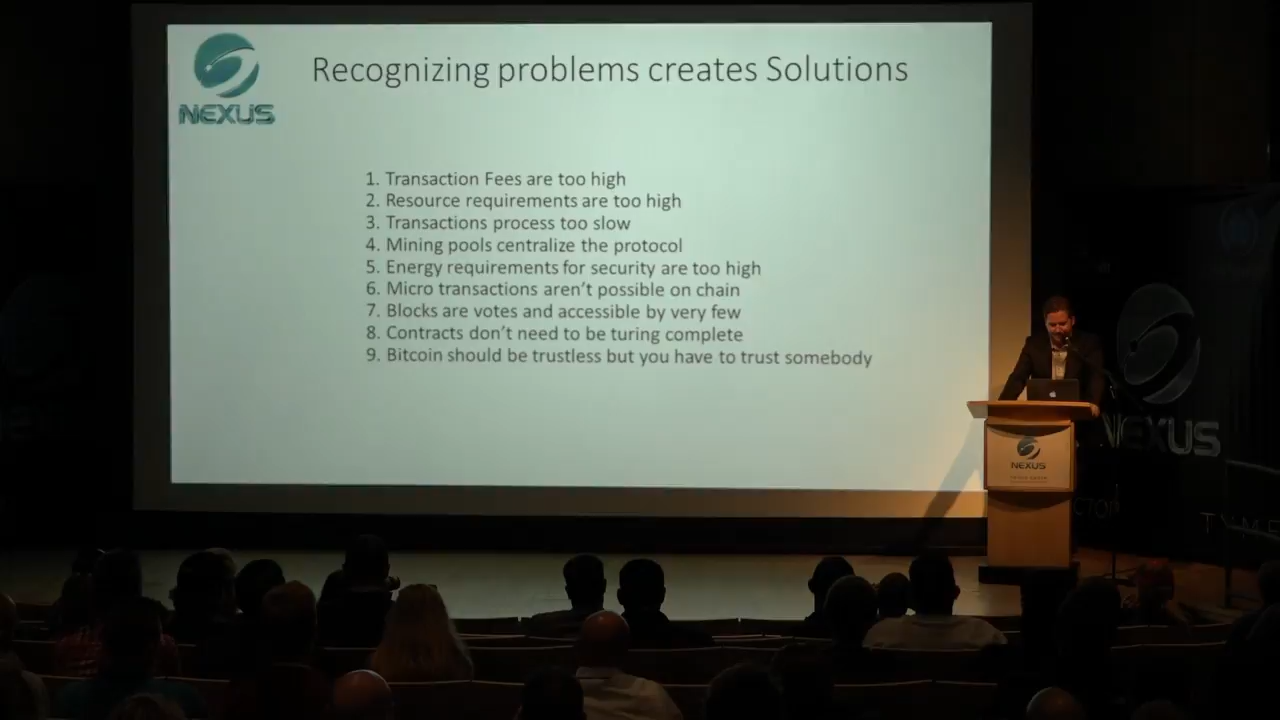 Recognizing problems creates Solutions
NEXUS
1. Transaction Fees are too high
2. Resource requirements are too high
3. Transactions process too slow
4. Mining pools centralize the protocol
5. Energy requirements for security are too high
6. Micro transactions aren't possible on chain
7. Blocks are votes and accessible by very few
8. Contracts don't need to be turing complete
9. Bitcoin should be trustless but you have to trust somebody
NEXUS
NEXUS